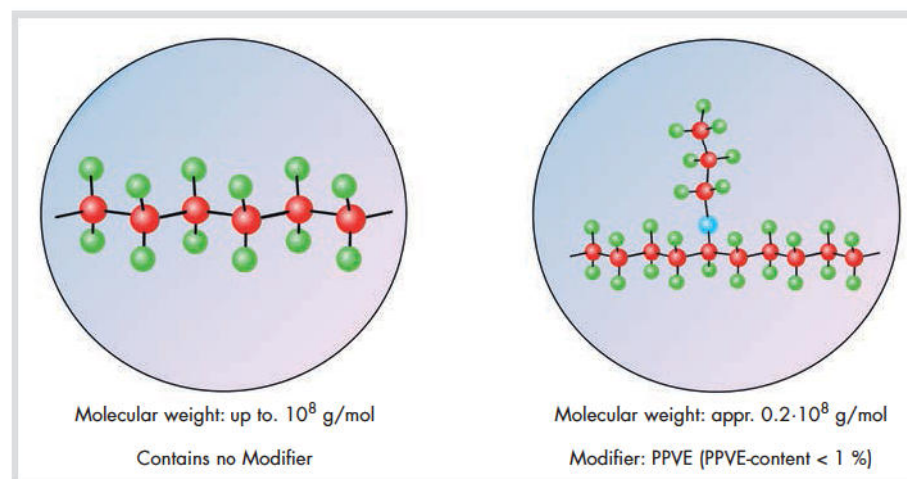 Molecular weight: up to. 10⁸ g/mol
Contains no Modifier
Molecular weight: appr. 0.2·10⁸ g/mol
Modifier: PPVE (PPVE-content < 1 %)